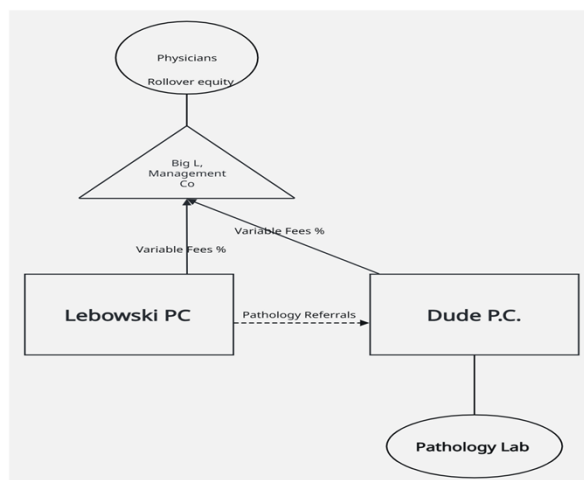 Physicians
Rollover equity
Big L,
Management
Co
Variable Fees %
Variable Fees %
Lebowski PC
Pathology Referrals
Dude P.C.
Pathology Lab